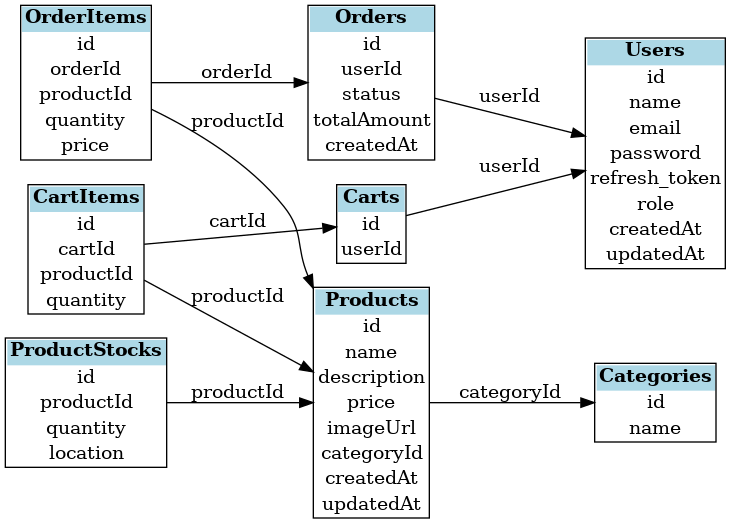 OrderItems
id
orderId
productId
quantity
price
orderId
productId
Orders
id
userId
status
totalAmount
createdAt
userId
Users
id
name
email
password
refresh_token
role
createdAt
updatedAt
CartItems
id
cartId
productId
quantity
cartId
productId
Carts
id
userId
userId
ProductStocks
id
productId
quantity
location
productId
Products
id
name
description
price
imageUrl
categoryId
createdAt
updatedAt
categoryId
Categories
id
name